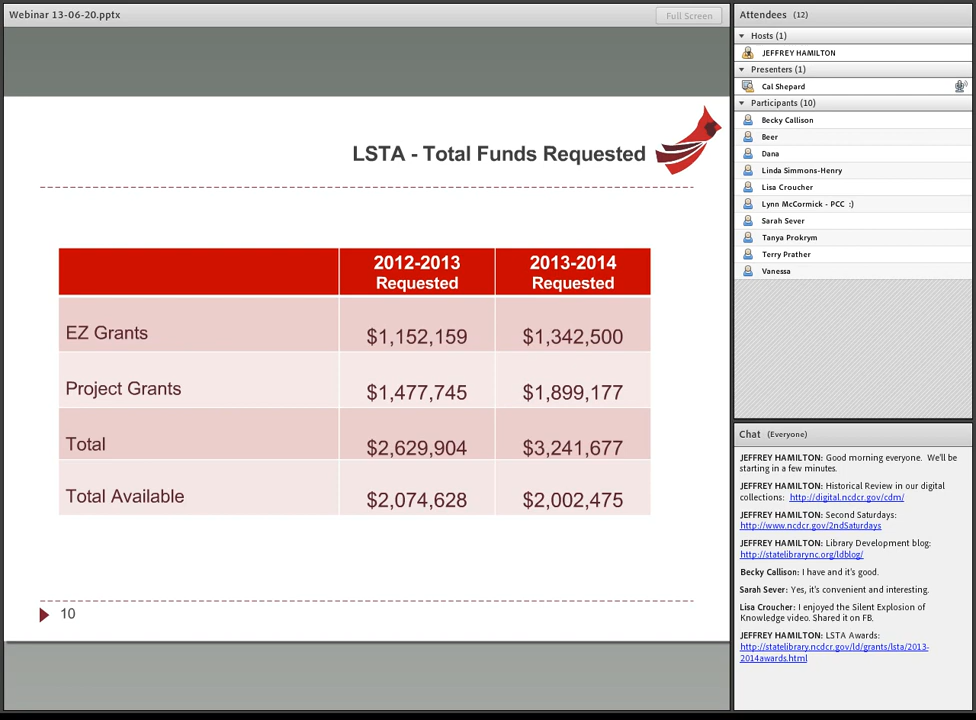 Webinar 13-06-20.pptx
Full Screen
LSTA - Total Funds Requested
2012-2013 Requested
2013-2014 Requested
EZ Grants $1,152,159 $1,342,500
Project Grants $1,477,745 $1,899,177
Total $2,629,904 $3,241,677
Total Available $2,074,628 $2,002,475
10
Attendees (12)
Hosts (1)
JEFFREY HAMILTON
Presenters (1)
Cal Shepard
Participants (10)
Becky Callison
Beer
Dana
Linda Simmons-Henry
Lisa Croucher
Lynn McCormick - PCC :)
Sarah Sever
Tanya Prokrym
Terry Prather
Vanessa
Chat (Everyone)
JEFFREY HAMILTON: Good morning everyone. We'll be
starting in a few minutes.
JEFFREY HAMILTON: Historical Review in our digital
collections: http://digital.ncdcr.gov/cdm/
JEFFREY HAMILTON: Second Saturdays:
http://www.ncdcr.gov/2ndSaturdays
JEFFREY HAMILTON: Library Development blog:
http://statelibrarync.org/ldblog/
Becky Callison: I have and it's good.
Sarah Sever: Yes, it's convenient and interesting.
Lisa Croucher: I enjoyed the Silent Explosion of
Knowledge video. Shared it on FB.
JEFFREY HAMILTON: LSTA Awards:
http://statelibrary.ncdcr.gov/ld/grants/lsta/2013-
2014awards.html